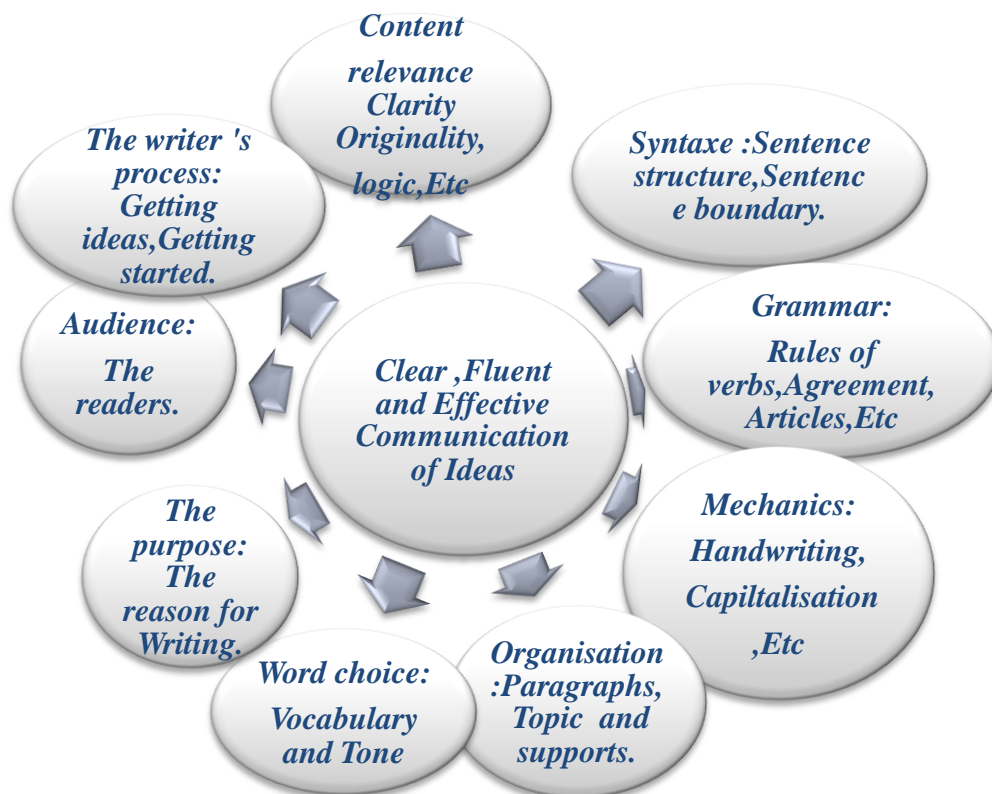 Content
relevance
Clarity
Originality,
logic,Etc
Syntaxe :Sentence
structure,Sentenc
e boundary.
Grammar:
Rules of
verbs,Agreement,
Articles,Etc
Mechanics:
Handwriting,
Capiltalisation
,Etc
Organisation
:Paragraphs,
Topic and
supports.
Word choice:
Vocabulary
and Tone
The
purpose:
The
reason for
Writing.
Audience:
The
readers.
The writer 's
process:
Getting
ideas,Getting
started.
Clear ,Fluent
and Effective
Communication
of Ideas